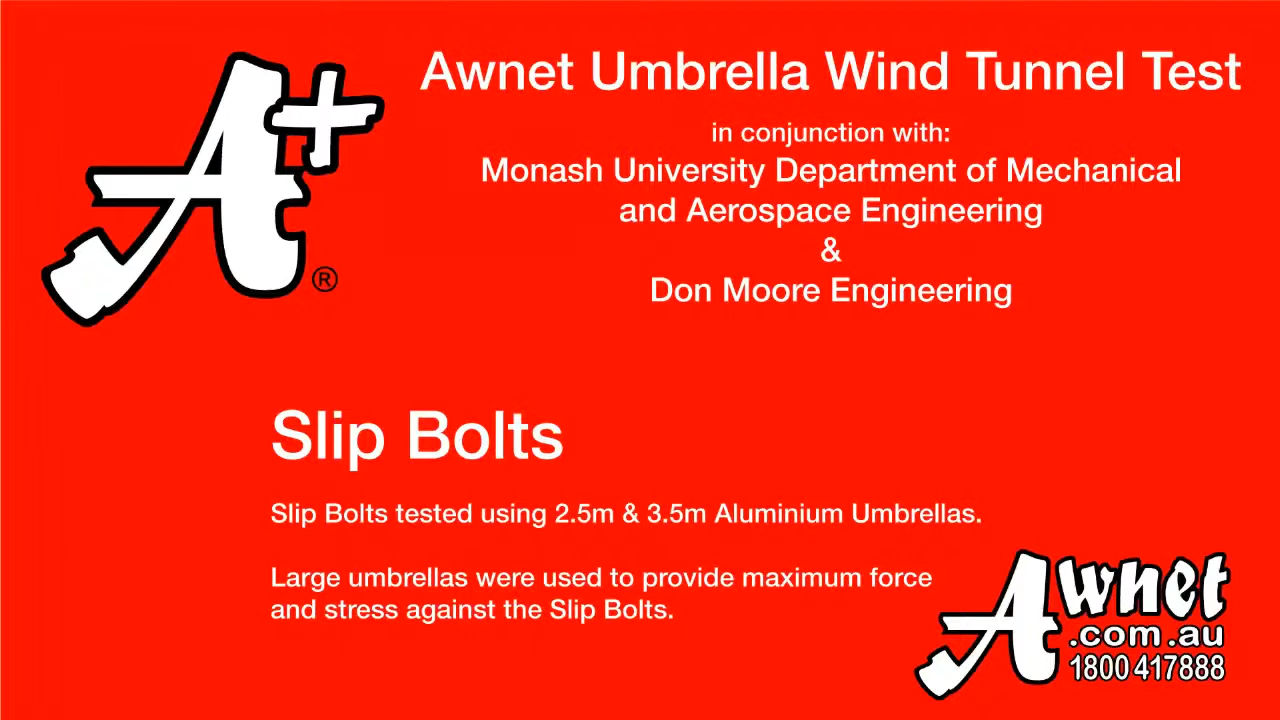 A+
®
Awnet Umbrella Wind Tunnel Test
in conjunction with:
Monash University Department of Mechanical
and Aerospace Engineering
&
Don Moore Engineering
Slip Bolts
Slip Bolts tested using 2.5m & 3.5m Aluminium Umbrellas.
Large umbrellas were used to provide maximum force
and stress against the Slip Bolts.
Awnet
.com.au
1800 417888